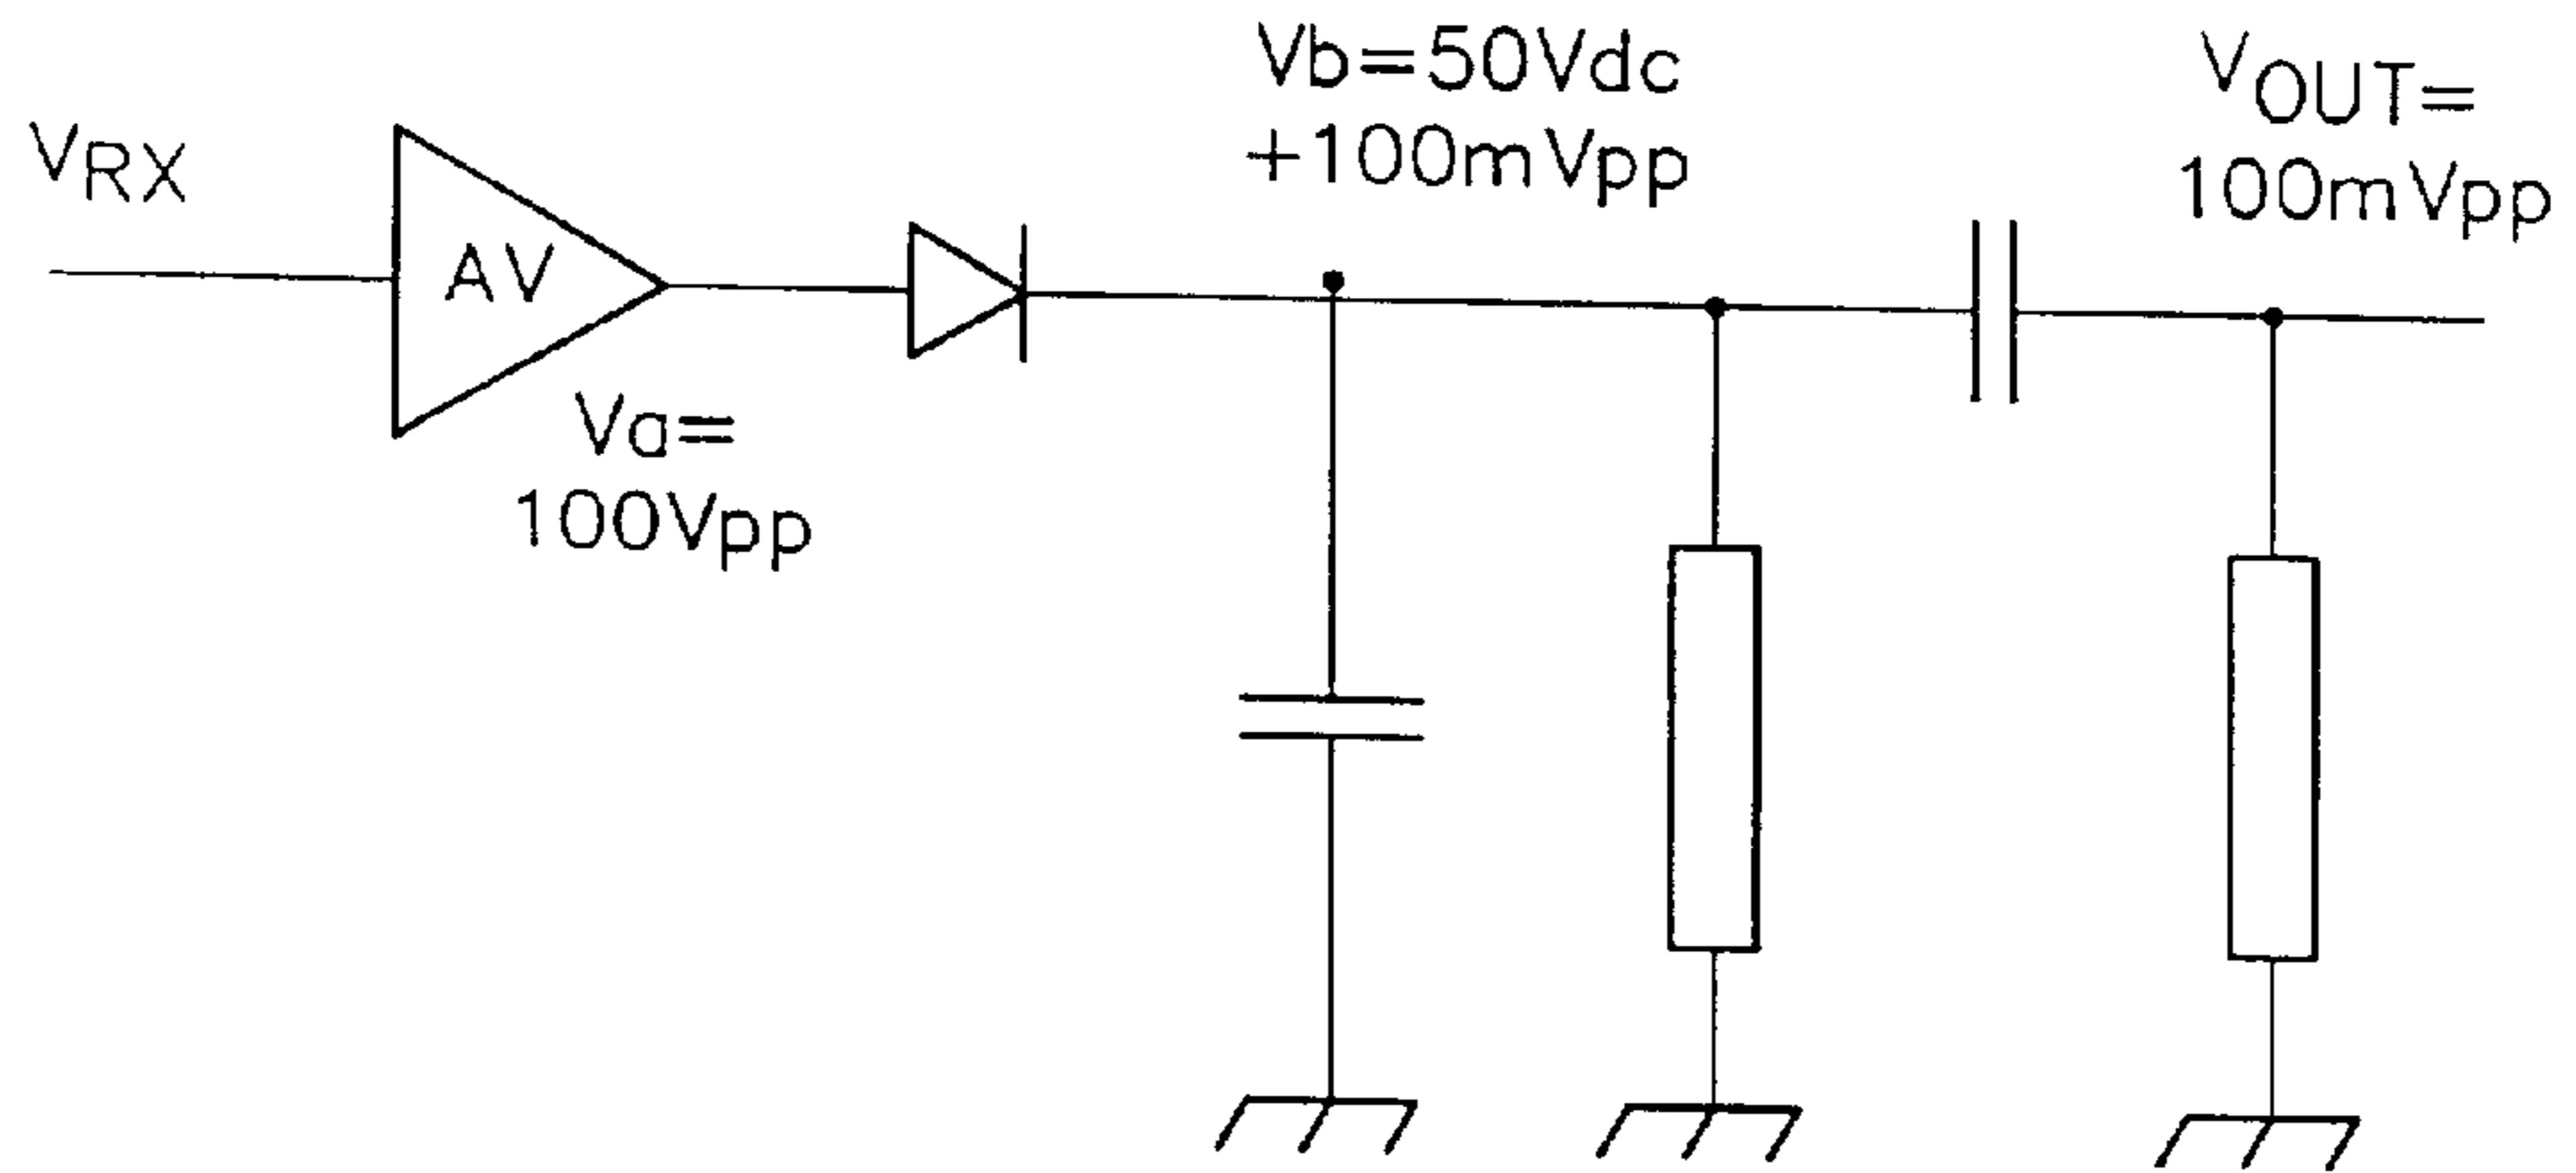 VRX
AV
Va=
100Vpp
Vb=50Vdc
+100mVpp
VOUT=
100mVpp